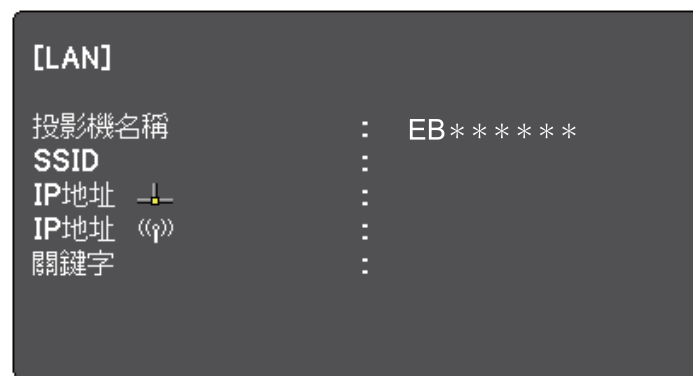 [LAN]
投影機名稱 : EB******
SSID :
IP地址 :
IP地址 :
關鍵字 :